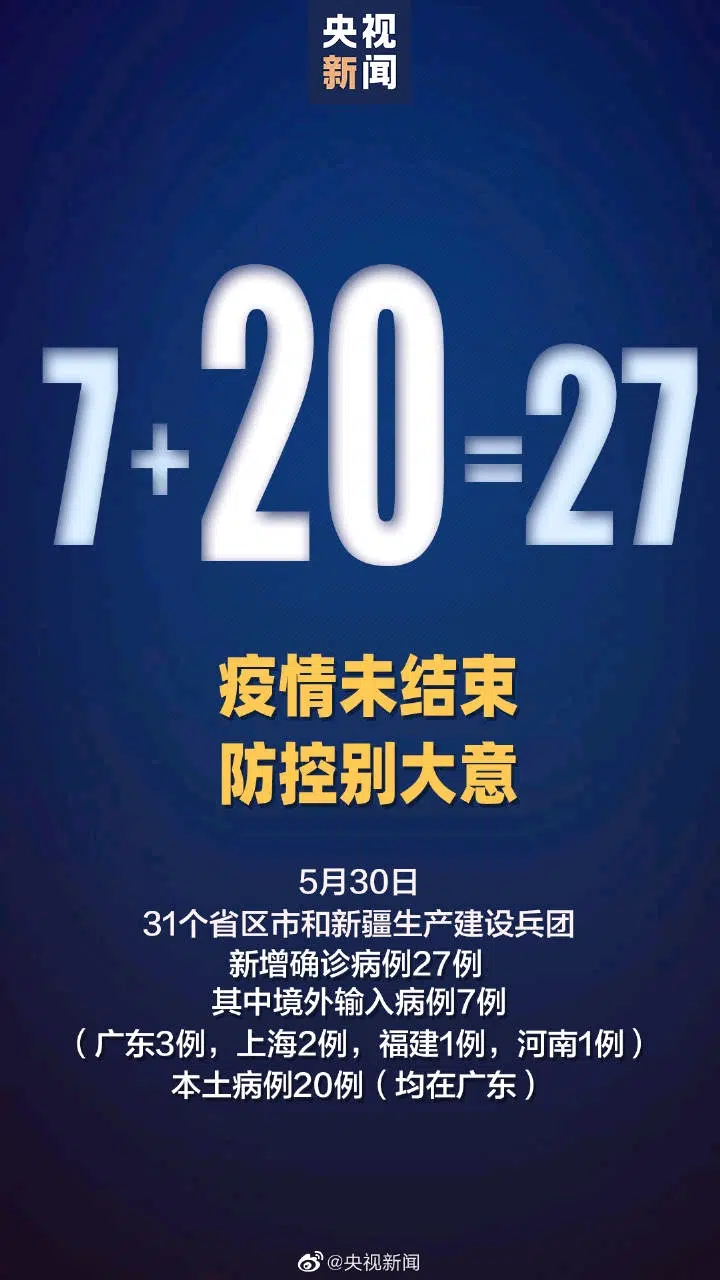 央视
新闻
7+20=27
疫情未结束
防控别大意
5月30日
31个省区市和新疆生产建设兵团
新增确诊病例27例
其中境外输入病例7例
（广东3例，上海2例，福建1例，河南1例）
本土病例20例（均在广东）
@央视新闻